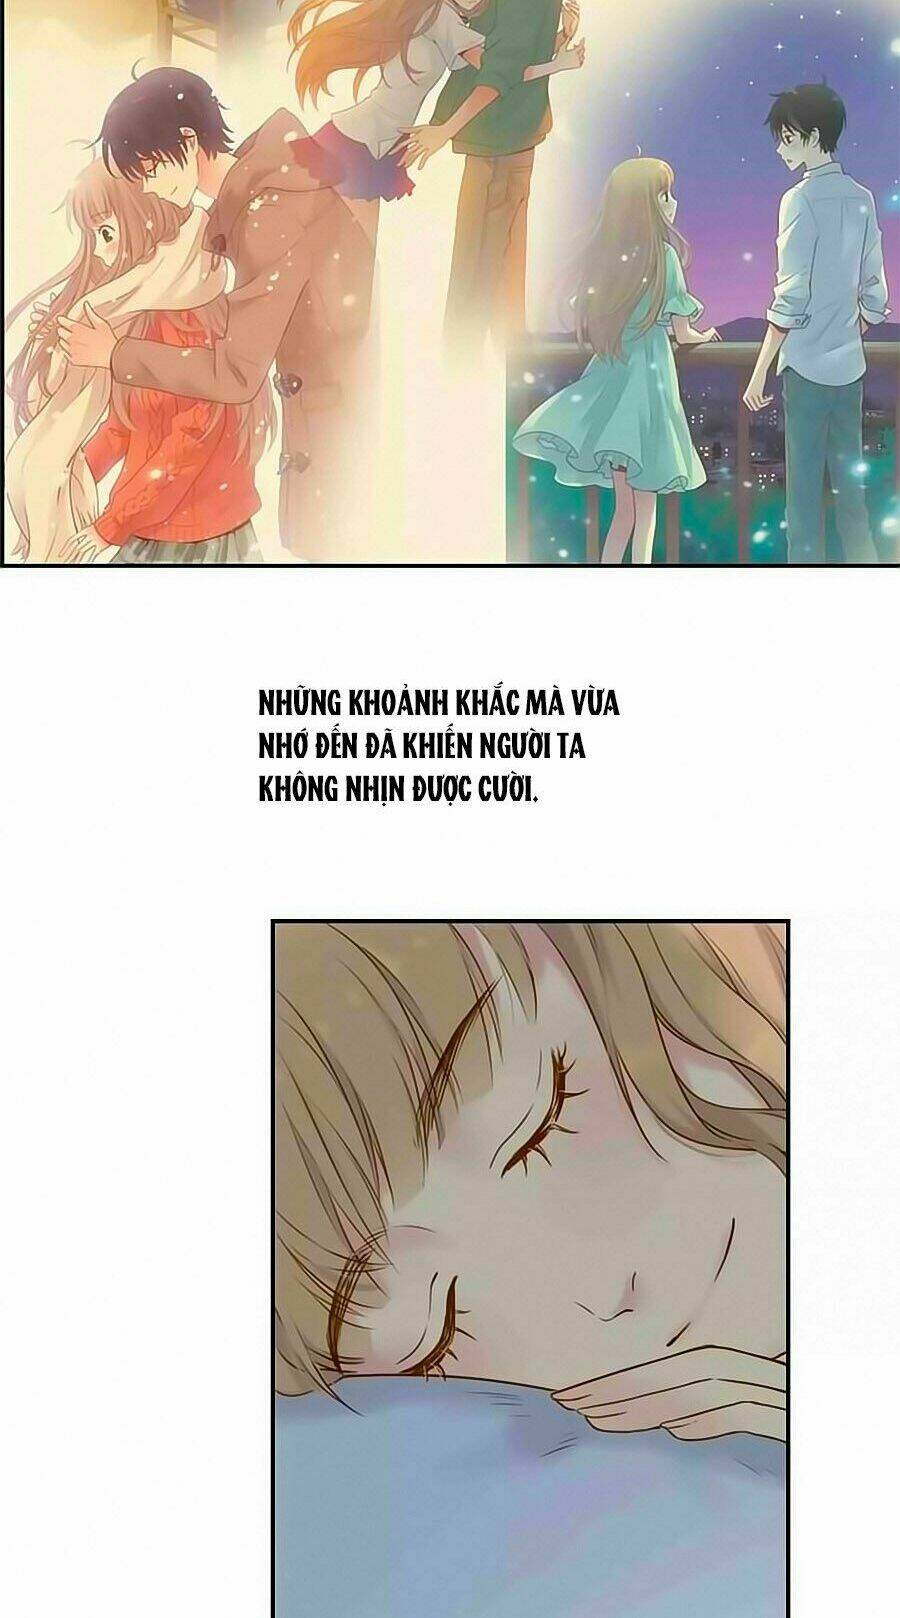 NHỮNG KHOẢNH KHẮC MÀ VỪA
NHỚ ĐẾN ĐÃ KHIẾN NGƯỜI TA
KHÔNG NHỊN ĐƯỢC CƯỜI.